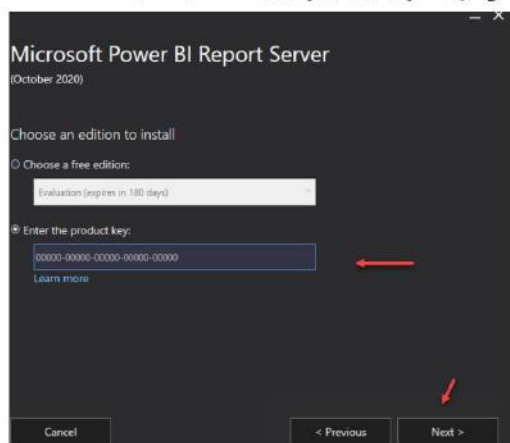 Microsoft Power BI Report Server
(October 2020)
Choose an edition to install
Choose a free edition:
Evaluation (expires in 180 days)
Enter the product key:
00000-00000-00000-00000-00000
Learn more
Cancel
< Previous
Next >